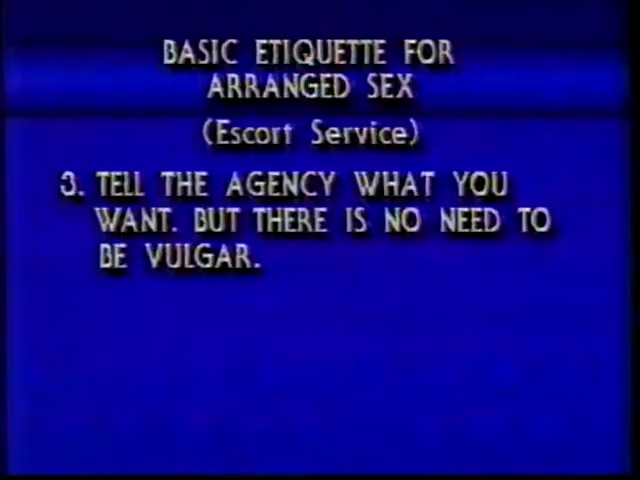 BASIC ETIQUETTE FOR
ARRANGED SEX
(Escort Service)
3. TELL THE AGENCY WHAT YOU
WANT. BUT THERE IS NO NEED TO
BE VULGAR.